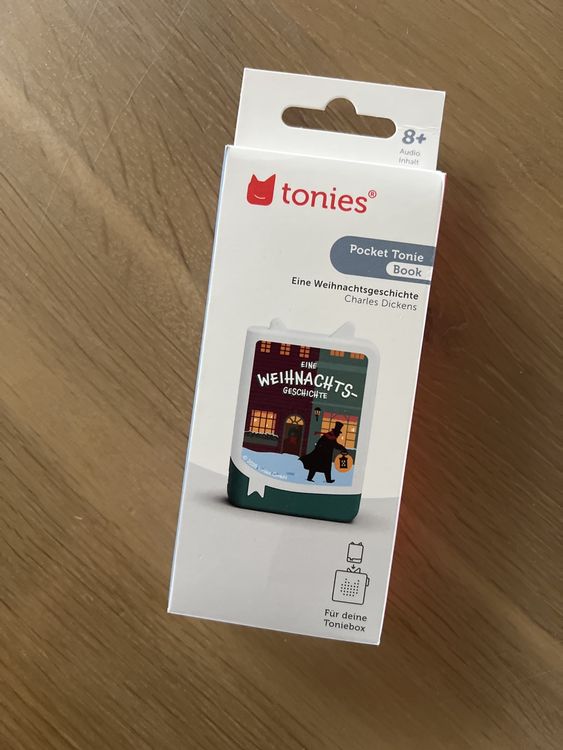 8+
Audio
Inhalt
tonies®
Pocket Tonie
Book
Eine Weihnachtsgeschichte
Charles Dickens
EINE
WEIHNACHTS-
GESCHICHTE
Für deine
Toniebox